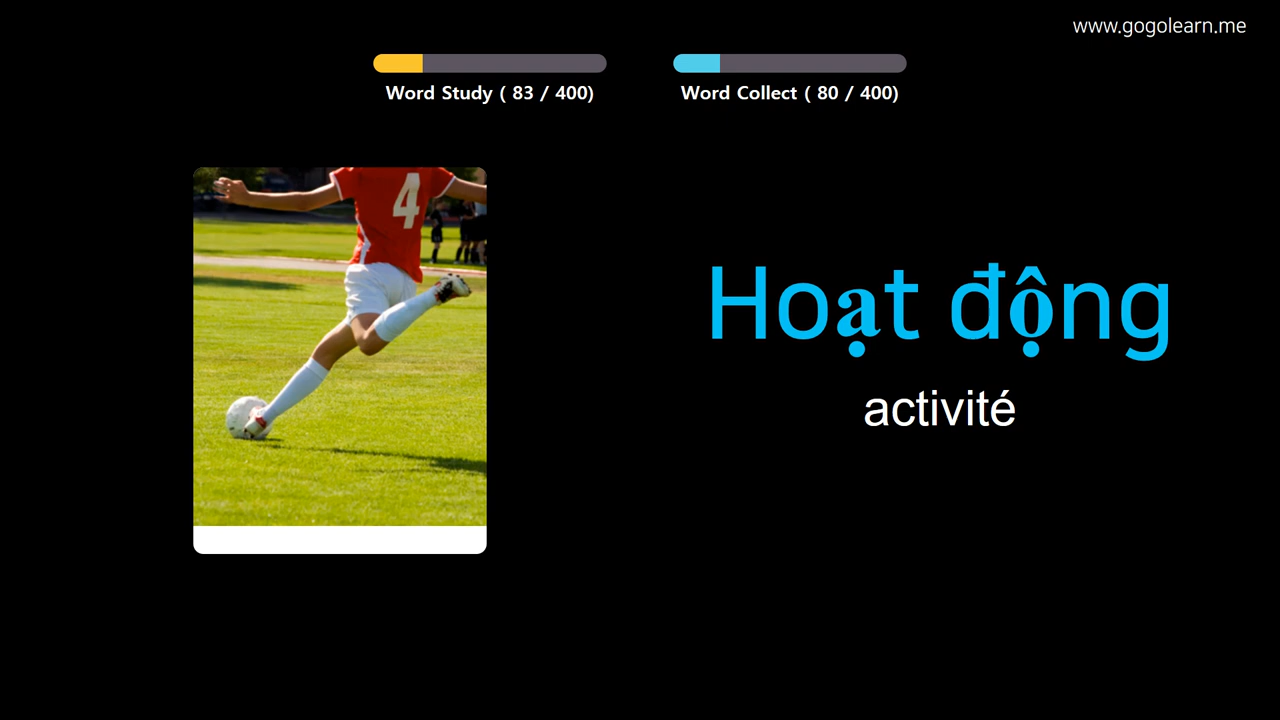 www.gogolearn.me
Word Study ( 83 / 400)
Word Collect ( 80 / 400)
4
Hoạt động
activité